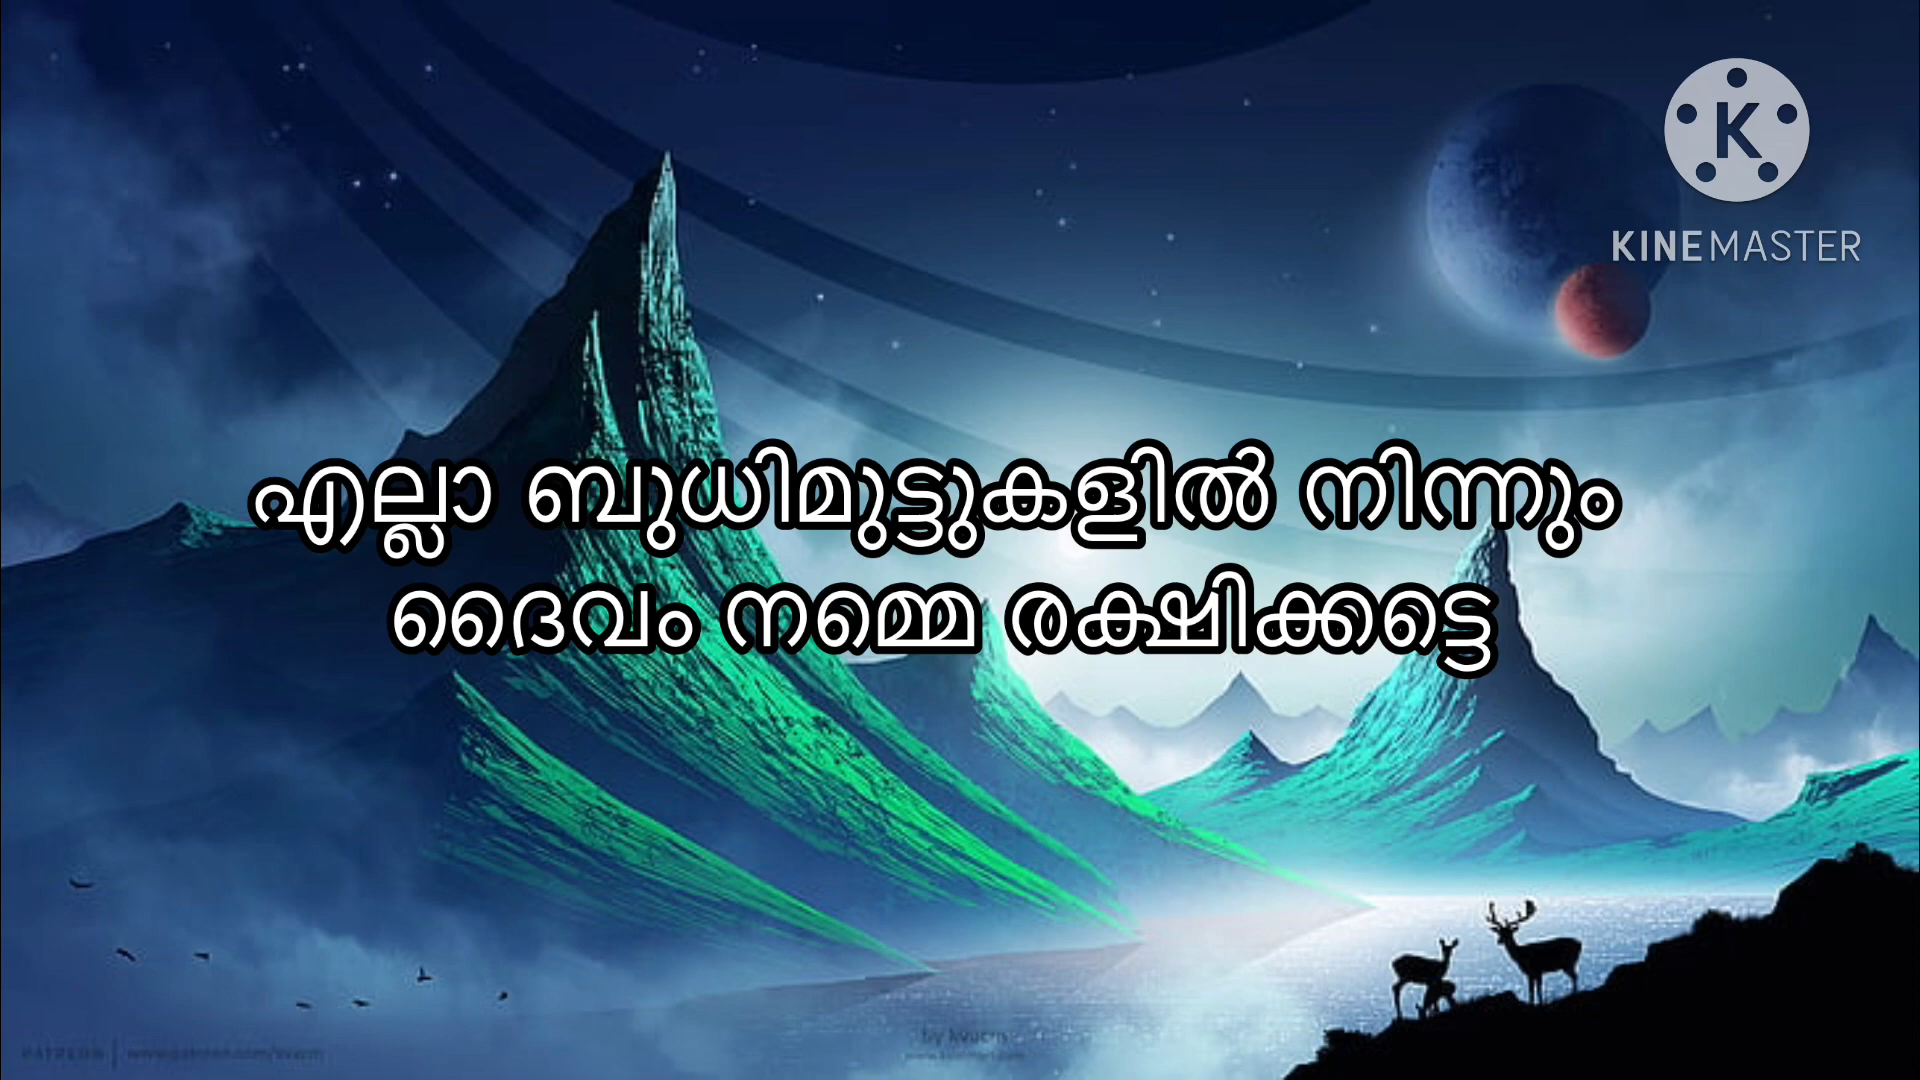 KINEMASTER
എല്ലാ ബുധിമുട്ടുകളിൽ നിന്നും
ദൈവം നമ്മെ രക്ഷിക്കട്ടെ